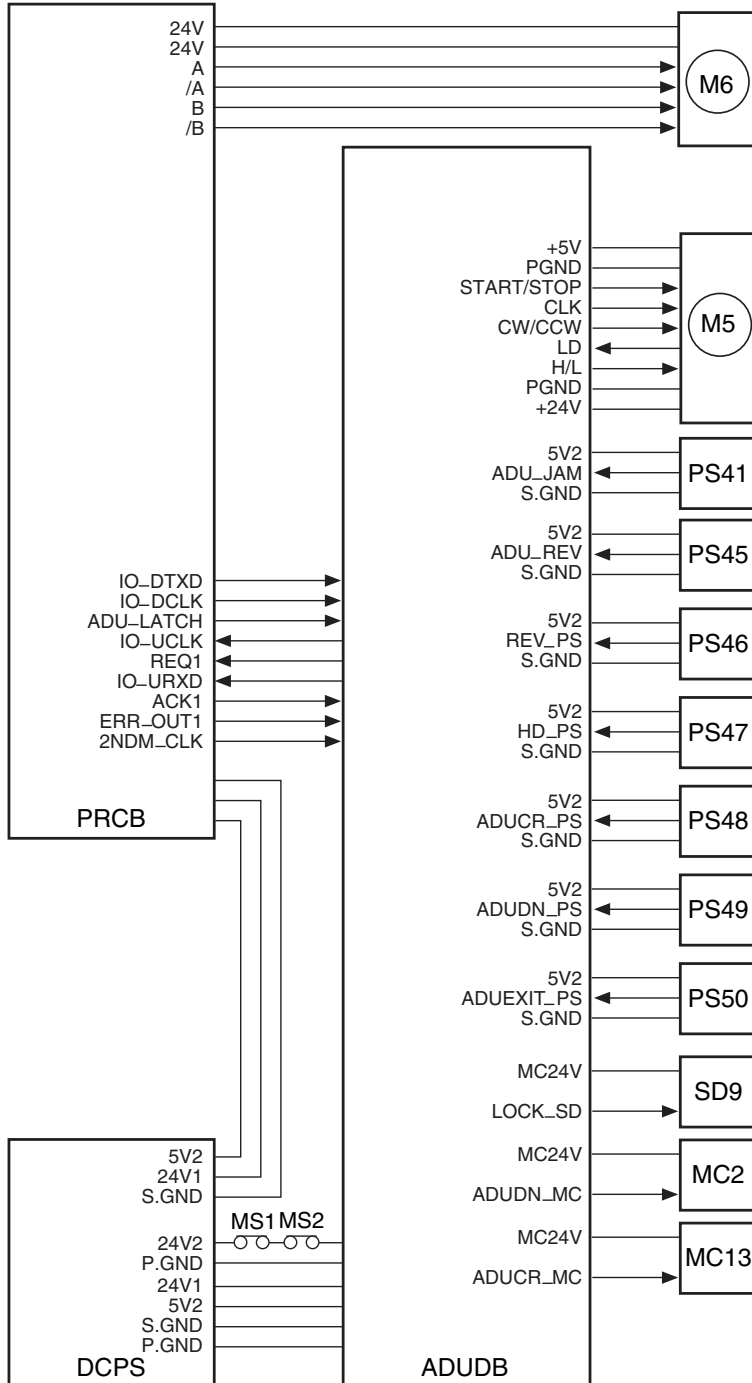 24V
24V
A
/A
B
/B
M6
+5V
PGND
START/STOP
CLK
CW/CCW
LD
H/L
PGND
+24V
M5
5V2
ADU_JAM
S.GND
PS41
5V2
ADU_REV
S.GND
PS45
IO_DTXD
IO_DCLK
ADU_LATCH
IO_UCLK
REQ1
IO_URXD
ACK1
ERR_OUT1
2NDM_CLK
PRCB
5V2
REV_PS
S.GND
PS46
5V2
HD_PS
S.GND
PS47
5V2
ADUCR_PS
S.GND
PS48
5V2
ADUDN_PS
S.GND
PS49
5V2
ADUEXIT_PS
S.GND
PS50
MC24V
LOCK_SD
SD9
MC24V
ADUDN_MC
MC2
MC24V
ADUCR_MC
MC13
5V2
24V1
S.GND
MS1 MS2
24V2
P.GND
24V1
5V2
S.GND
P.GND
DCPS
ADUDB